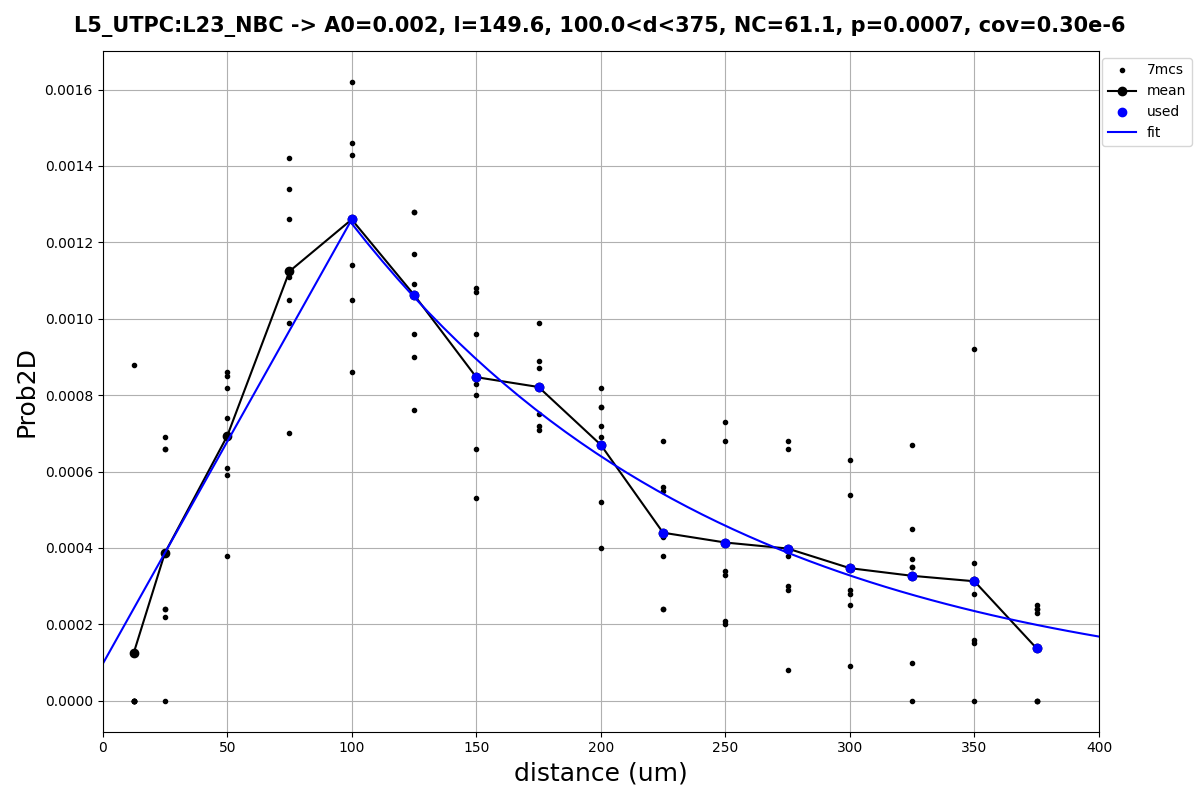 L5_UTPC:L23_NBC -> A0=0.002, l=149.6, 100.0<d<375, NC=61.1, p=0.0007, cov=0.30e-6
7mcs
mean
used
fit
Prob2D
0.0016
0.0014
0.0012
0.0010
0.0008
0.0006
0.0004
0.0002
0.0000
0 50 100 150 200 250 300 350 400
distance (um)